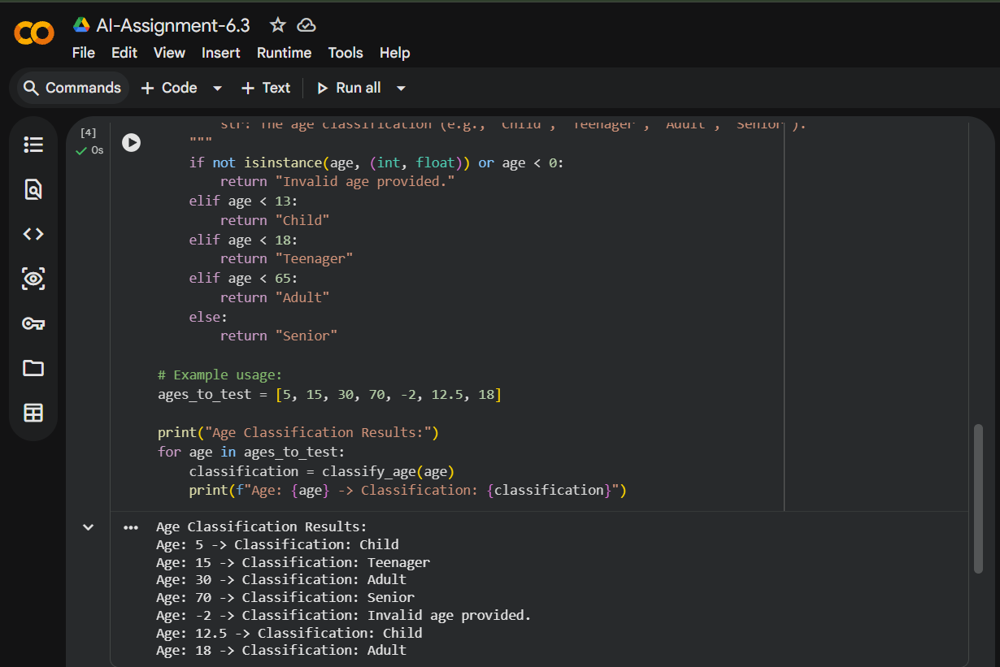 AI-Assignment-6.3
File Edit View Insert Runtime Tools Help
Commands + Code + Text Run all
[4]
0s
str: The age classification (e.g., 'Child', 'Teenager', 'Adult', 'Senior').
"""
if not isinstance(age, (int, float)) or age < 0:
return "Invalid age provided."
elif age < 13:
return "Child"
elif age < 18:
return "Teenager"
elif age < 65:
return "Adult"
else:
return "Senior"
# Example usage:
ages_to_test = [5, 15, 30, 70, -2, 12.5, 18]
print("Age Classification Results:")
for age in ages_to_test:
classification = classify_age(age)
print(f"Age: {age} -> Classification: {classification}")
Age Classification Results:
Age: 5 -> Classification: Child
Age: 15 -> Classification: Teenager
Age: 30 -> Classification: Adult
Age: 70 -> Classification: Senior
Age: -2 -> Classification: Invalid age provided.
Age: 12.5 -> Classification: Child
Age: 18 -> Classification: Adult